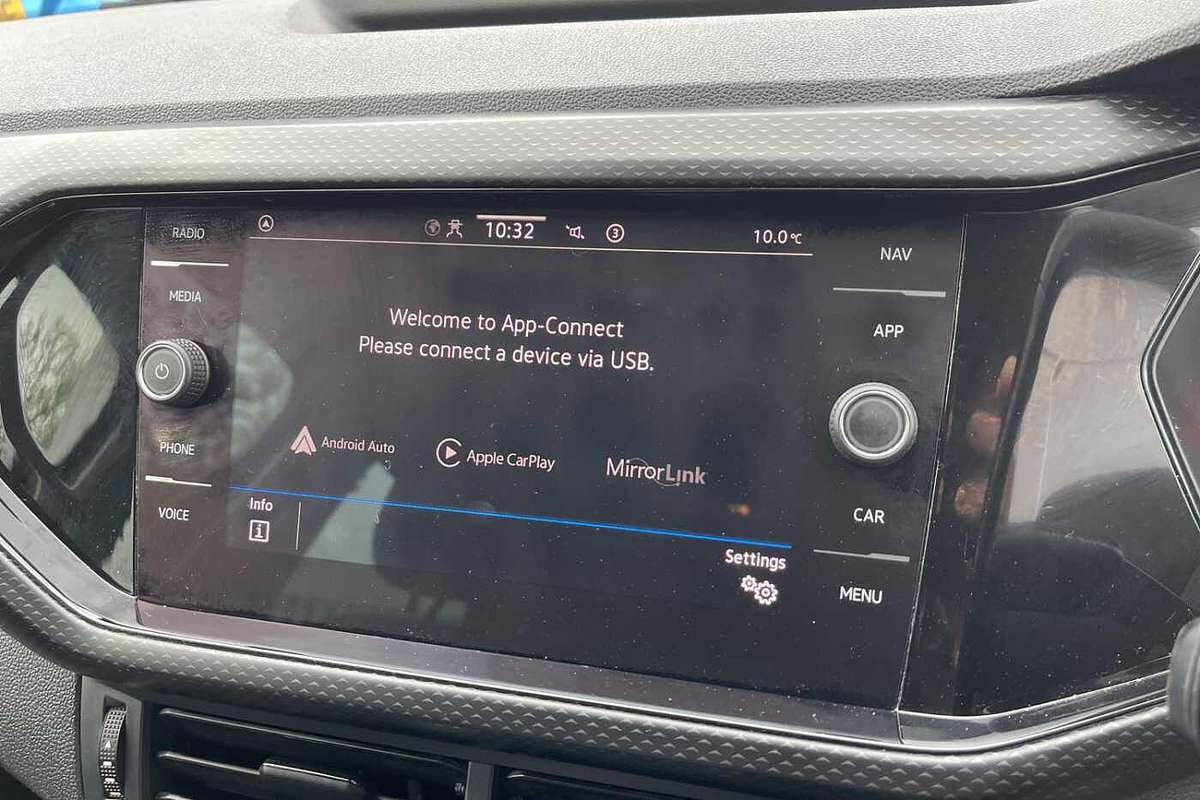 RADIO
MEDIA
PHONE
VOICE
10:32
3
10.0°C
Welcome to App-Connect
Please connect a device via USB.
Android Auto
Apple CarPlay
MirrorLink
Info
i
Settings
NAV
APP
CAR
MENU